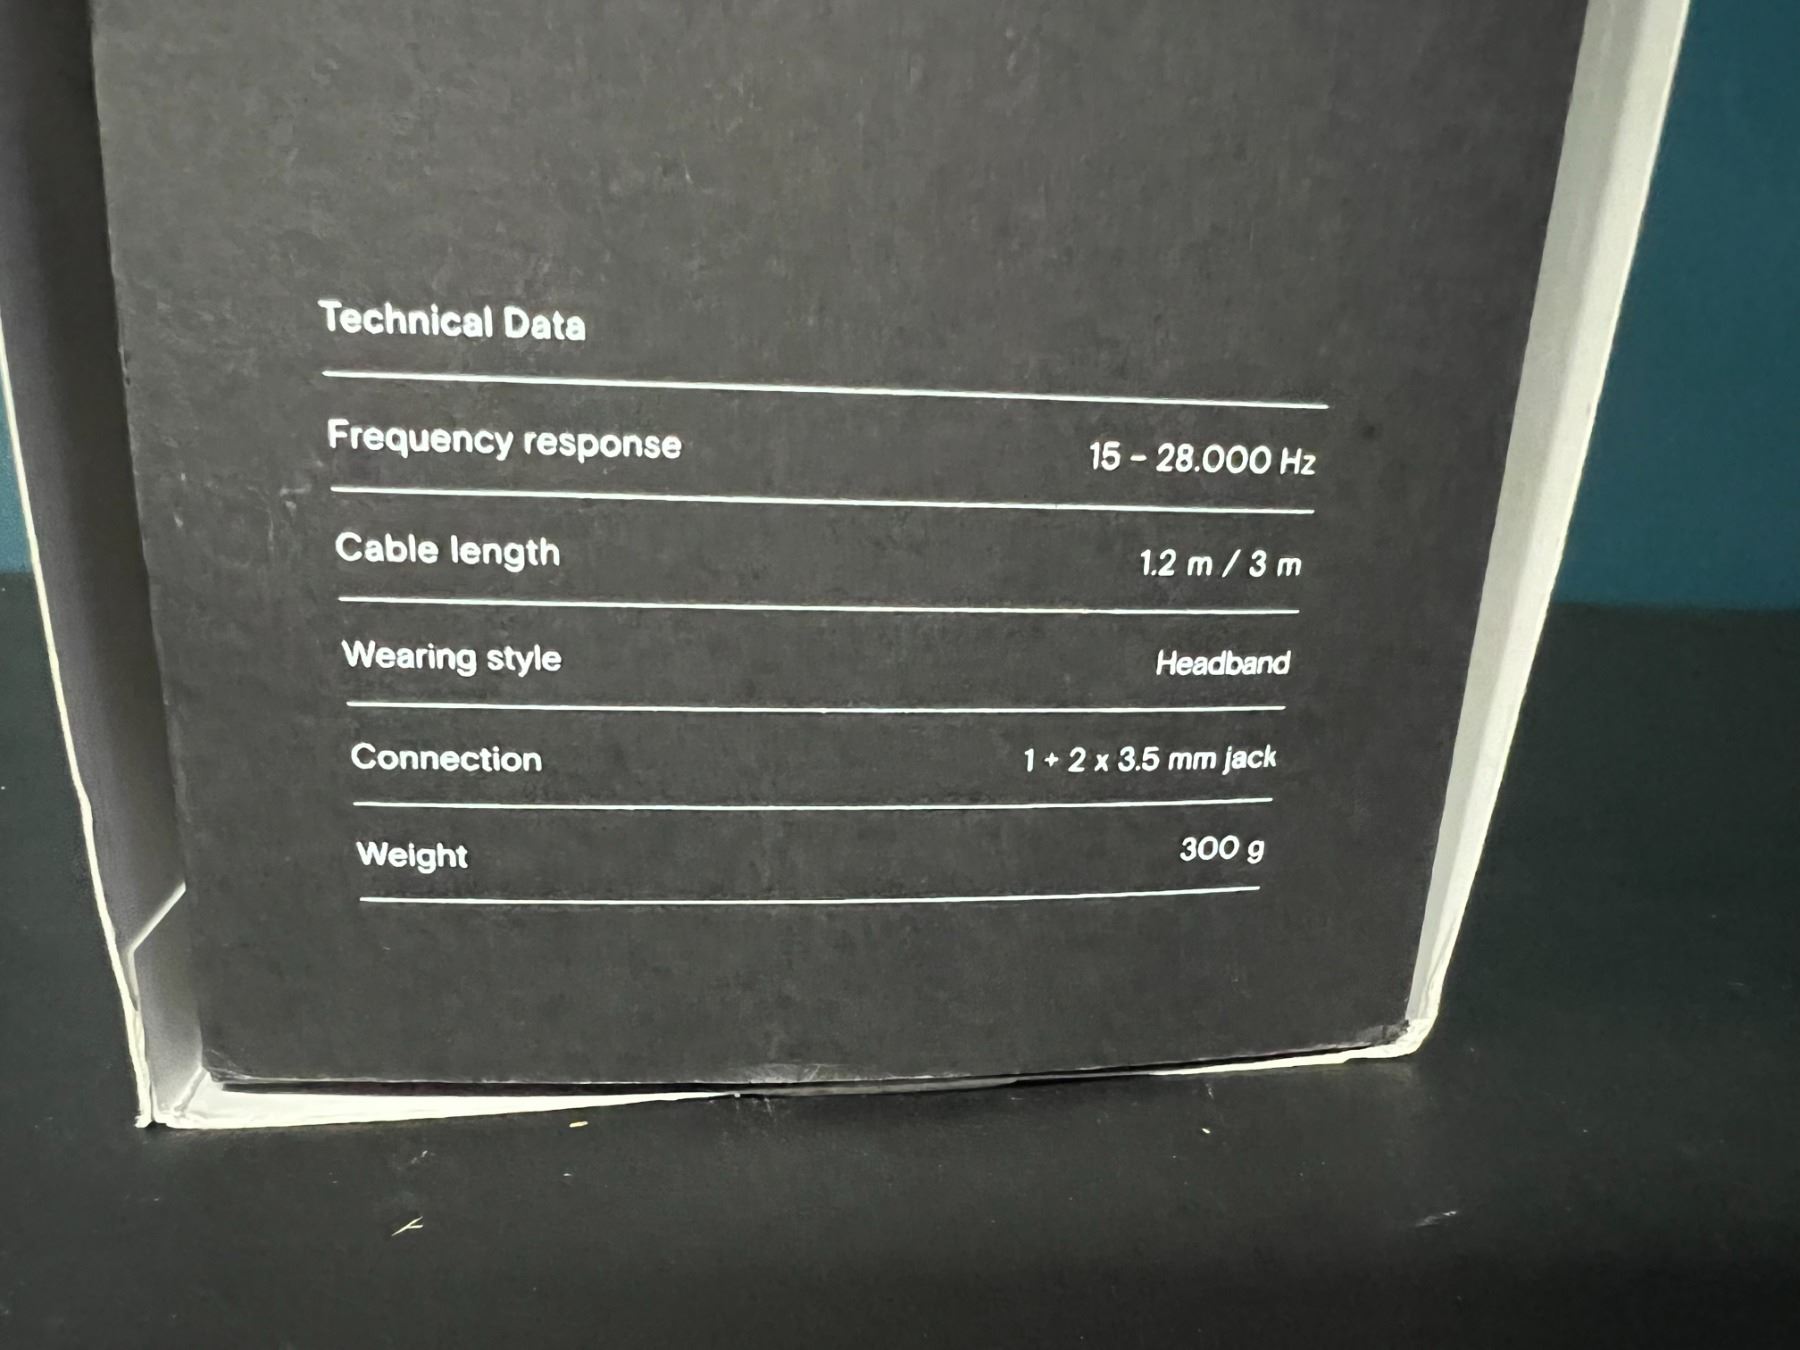 Technical Data
Frequency response 15 – 28.000 Hz
Cable length 1.2 m / 3 m
Wearing style Headband
Connection 1 + 2 x 3.5 mm jack
Weight 300 g